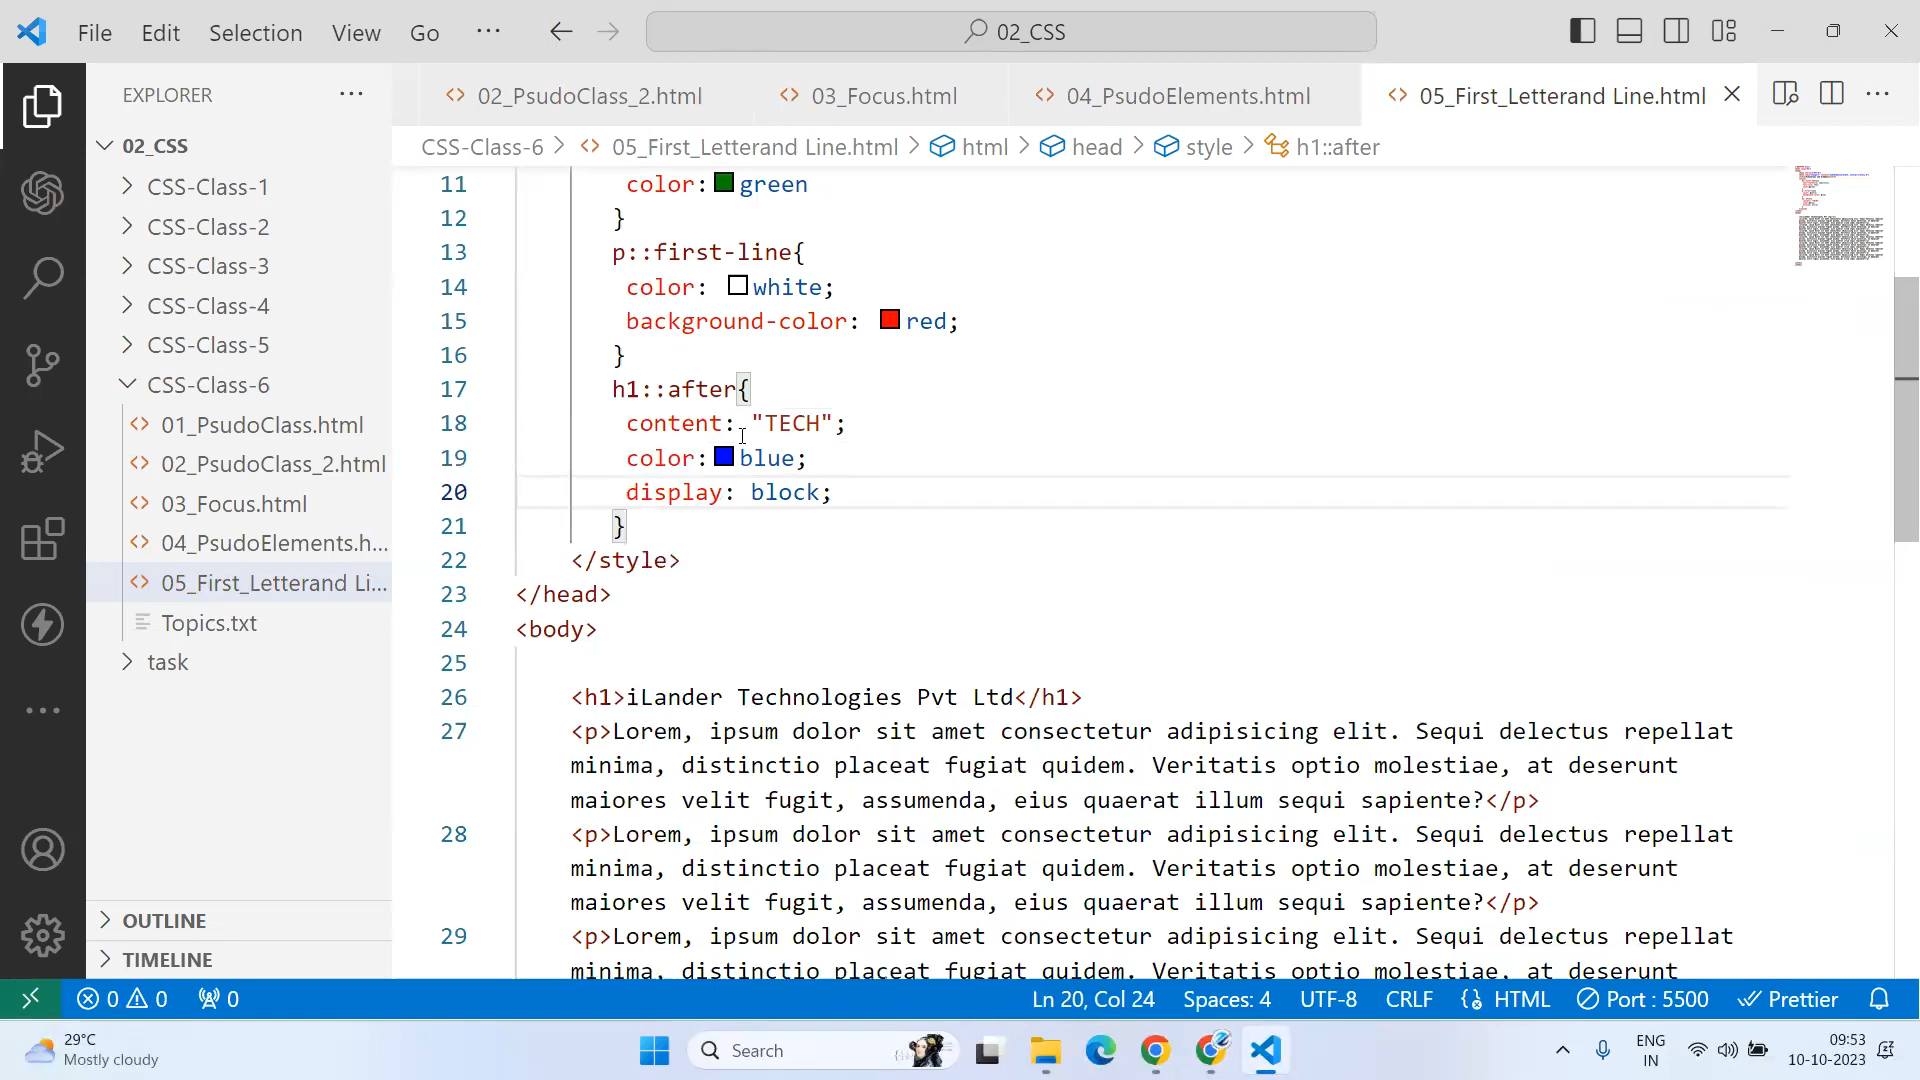 File Edit Selection View Go ··· 02_CSS
EXPLORER ···
02_PsudoClass_2.html 03_Focus.html 04_PsudoElements.html 05_First_Letterand Line.html
CSS-Class-6 > 05_First_Letterand Line.html > html > head > style > h1::after
02_CSS
CSS-Class-1
CSS-Class-2
CSS-Class-3
CSS-Class-4
CSS-Class-5
CSS-Class-6
01_PsudoClass.html
02_PsudoClass_2.html
03_Focus.html
04_PsudoElements.h...
05_First_Letterand Li...
Topics.txt
task
OUTLINE
TIMELINE
11 color: green
12 }
13 p::first-line{
14 color: white;
15 background-color: red;
16 }
17 h1::after{
18 content: "TECH";
19 color: blue;
20 display: block;
21 }
22 </style>
23 </head>
24 <body>
25
26 <h1>iLander Technologies Pvt Ltd</h1>
27 <p>Lorem, ipsum dolor sit amet consectetur adipisicing elit. Sequi delectus repellat
minima, distinctio placeat fugiat quidem. Veritatis optio molestiae, at deserunt
maiores velit fugit, assumenda, eius quaerat illum sequi sapiente?</p>
28 <p>Lorem, ipsum dolor sit amet consectetur adipisicing elit. Sequi delectus repellat
minima, distinctio placeat fugiat quidem. Veritatis optio molestiae, at deserunt
maiores velit fugit, assumenda, eius quaerat illum sequi sapiente?</p>
29 <p>Lorem, ipsum dolor sit amet consectetur adipisicing elit. Sequi delectus repellat
minima, distinctio placeat fugiat quidem. Veritatis optio molestiae, at deserunt
0 0 0 Ln 20, Col 24 Spaces: 4 UTF-8 CRLF HTML Port : 5500 Prettier
29°C
Mostly cloudy
Search
ENG
IN
09:53
10-10-2023